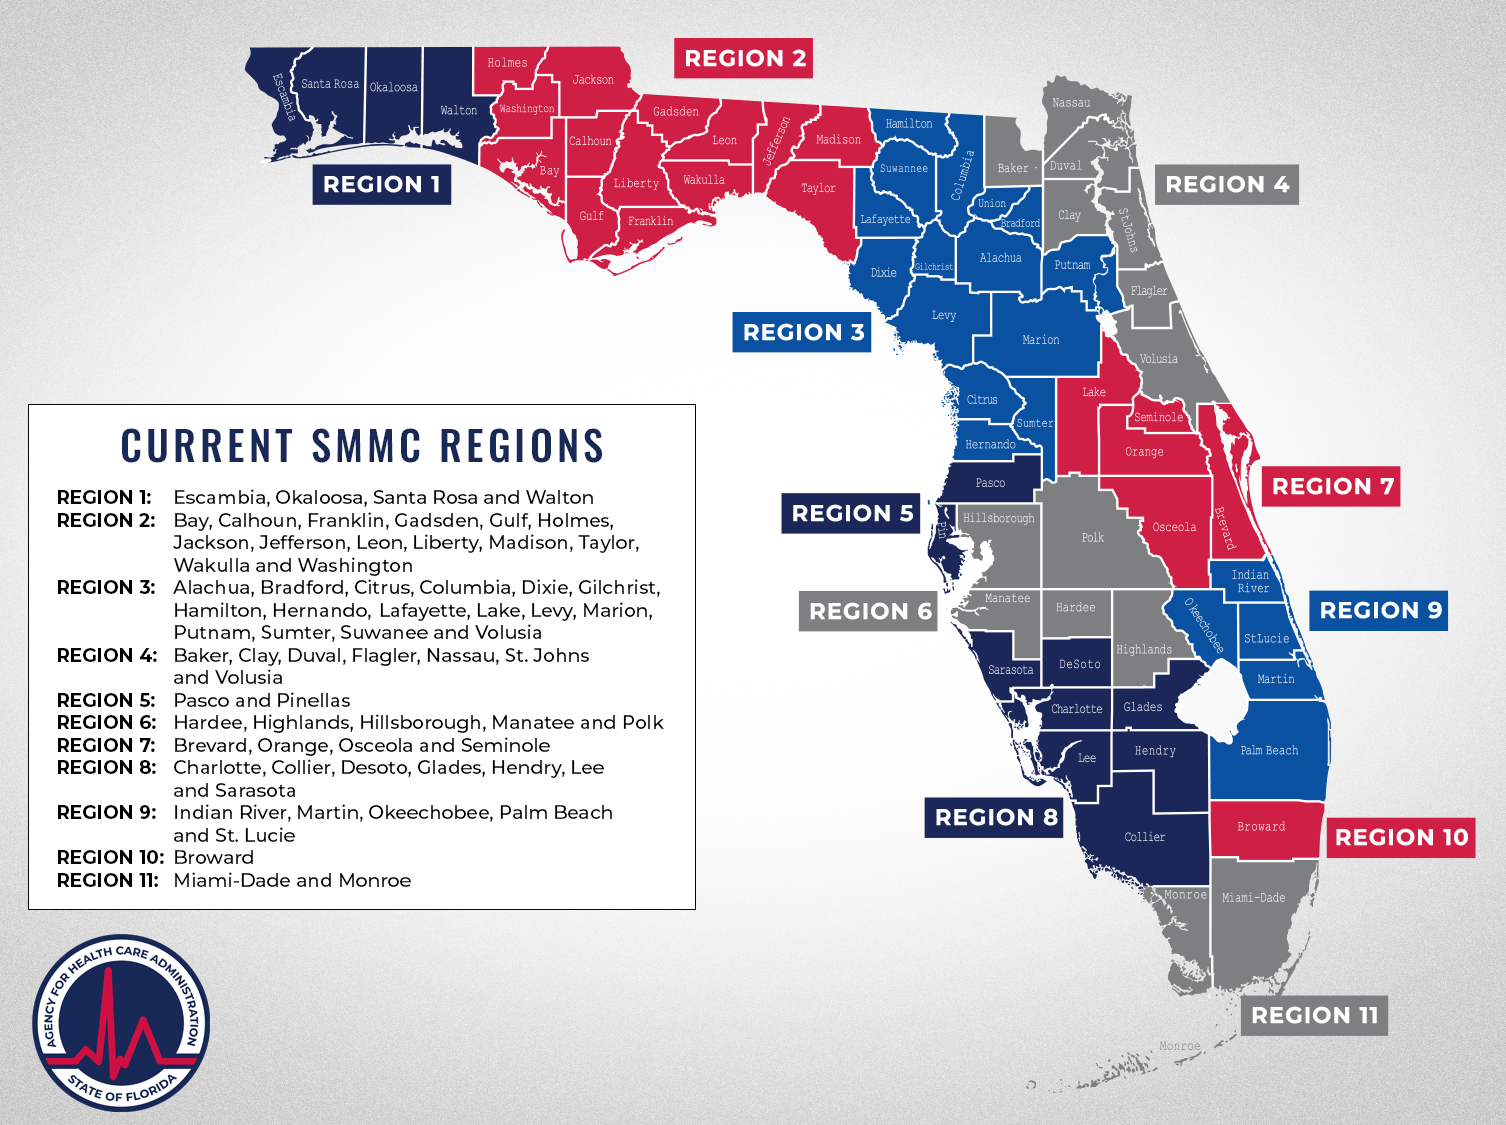 REGION 2
Holmes
Jackson
Escambia
Santa Rosa
Okaloosa
Walton
Washington
Gadsden
Calhoun
Leon
Jefferson
Madison
Hamilton
Nassau
Bay
Liberty
Wakulla
Suwannee
Columbia
Baker
Duval
REGION 1
Gulf
Franklin
Taylor
Lafayette
Union
Bradford
Clay
St Johns
REGION 4
Dixie
Gilchrist
Alachua
Putnam
Flagler
REGION 3
Levy
Marion
Volusia
Citrus
Sumter
Lake
Seminole
Hernando
Orange
Pasco
REGION 7
REGION 5
Pin
Hillsborough
Polk
Osceola
Brevard
Indian
River
REGION 6
Manatee
Hardee
Okeechobee
REGION 9
StLucie
Highlands
Sarasota
DeSoto
Martin
Charlotte
Glades
Lee
Hendry
Palm Beach
REGION 8
Collier
Broward
REGION 10
Monroe
Miami-Dade
REGION 11
Monroe
CURRENT SMMC REGIONS
REGION 1: Escambia, Okaloosa, Santa Rosa and Walton
REGION 2: Bay, Calhoun, Franklin, Gadsden, Gulf, Holmes,
Jackson, Jefferson, Leon, Liberty, Madison, Taylor,
Wakulla and Washington
REGION 3: Alachua, Bradford, Citrus, Columbia, Dixie, Gilchrist,
Hamilton, Hernando, Lafayette, Lake, Levy, Marion,
Putnam, Sumter, Suwanee and Volusia
REGION 4: Baker, Clay, Duval, Flagler, Nassau, St. Johns
and Volusia
REGION 5: Pasco and Pinellas
REGION 6: Hardee, Highlands, Hillsborough, Manatee and Polk
REGION 7: Brevard, Orange, Osceola and Seminole
REGION 8: Charlotte, Collier, Desoto, Glades, Hendry, Lee
and Sarasota
REGION 9: Indian River, Martin, Okeechobee, Palm Beach
and St. Lucie
REGION 10: Broward
REGION 11: Miami-Dade and Monroe
AGENCY FOR HEALTH CARE ADMINISTRATION
STATE OF FLORIDA